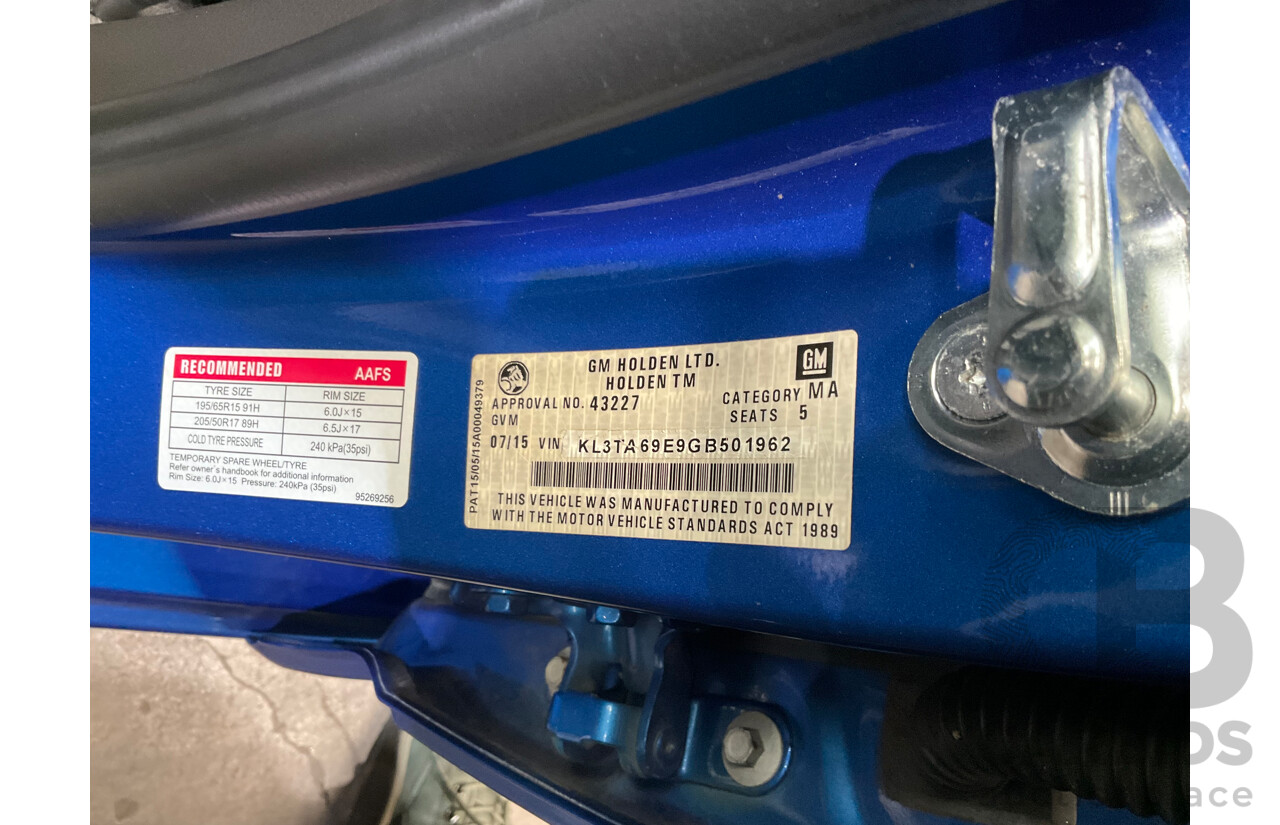 RECOMMENDED AAFS
TYRE SIZE RIM SIZE
195/65R15 91H 6.0J×15
205/50R17 89H 6.5J×17
COLD TYRE PRESSURE 240 kPa(35psi)
TEMPORARY SPARE WHEEL/TYRE
Refer owner's handbook for additional information
Rim Size: 6.0J×15 Pressure: 240kPa (35psi)
95269256
PAT15/05/15A00049379
GM HOLDEN LTD.
HOLDEN TM
GM
APPROVAL NO. 43227 CATEGORY MA
GVM SEATS 5
07/15 VIN KL3TA69E9GB501962
THIS VEHICLE WAS MANUFACTURED TO COMPLY
WITH THE MOTOR VEHICLE STANDARDS ACT 1989